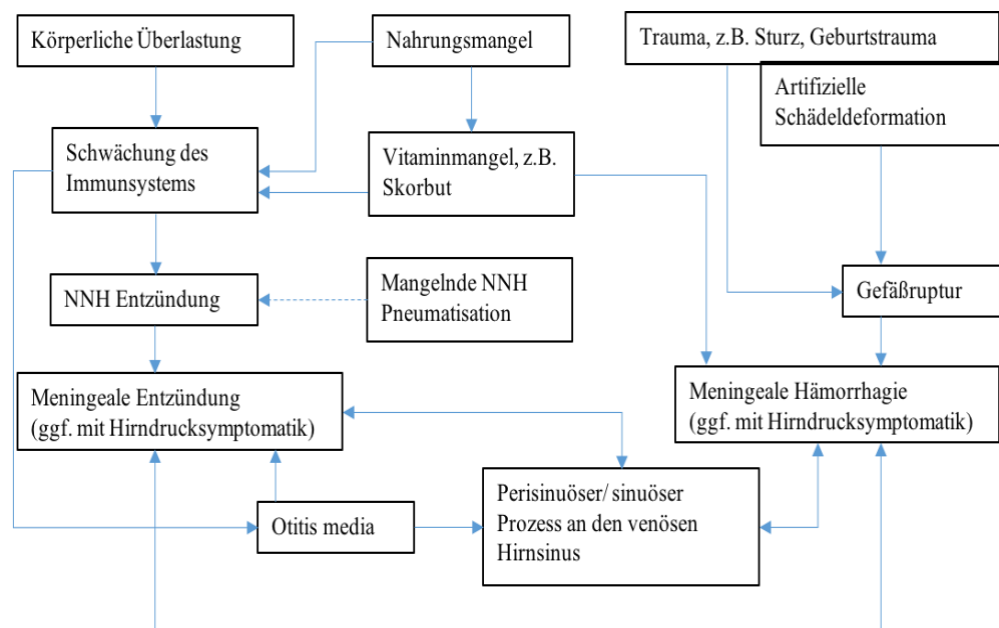 Körperliche Überlastung
Nahrungsmangel
Trauma, z.B. Sturz, Geburtstrauma
Artifizielle
Schädeldeformation
Schwächung des
Immunsystems
Vitaminmangel, z.B.
Skorbut
NNH Entzündung
Mangelnde NNH
Pneumatisation
Gefäßruptur
Meningeale Entzündung
(ggf. mit Hirndrucksymptomatik)
Meningeale Hämorrhagie
(ggf. mit Hirndrucksymptomatik)
Otitis media
Perisinuöser/ sinuöser
Prozess an den venösen
Hirnsinus